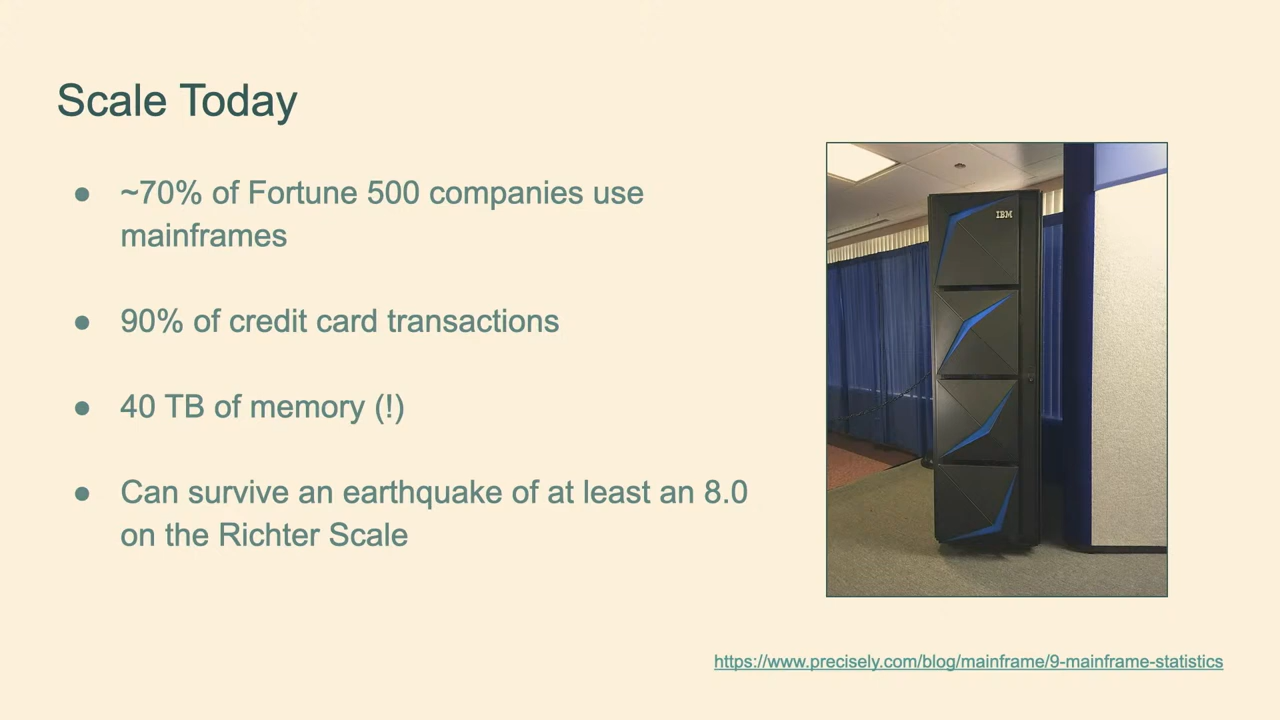 Scale Today
● ~70% of Fortune 500 companies use
mainframes
● 90% of credit card transactions
● 40 TB of memory (!)
● Can survive an earthquake of at least an 8.0
on the Richter Scale
IBM
https://www.precisely.com/blog/mainframe/9-mainframe-statistics